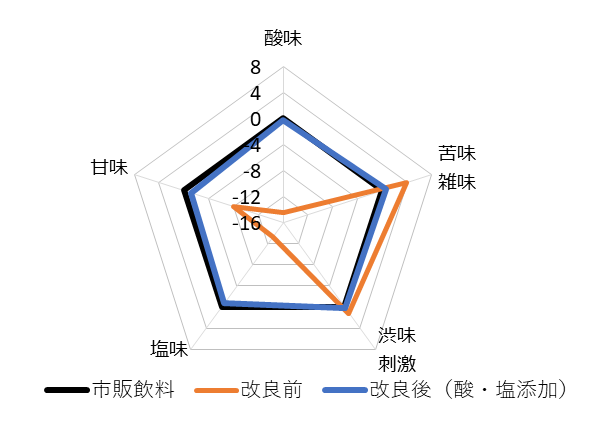 酸味
8
4
0
-4
-8
-12
-16
苦味
雑味
甘味
渋味
刺激
塩味
市販飲料 改良前 改良後（酸・塩添加）